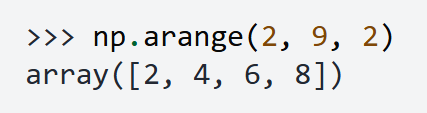 >>> np.arange(2, 9, 2)
array([2, 4, 6, 8])